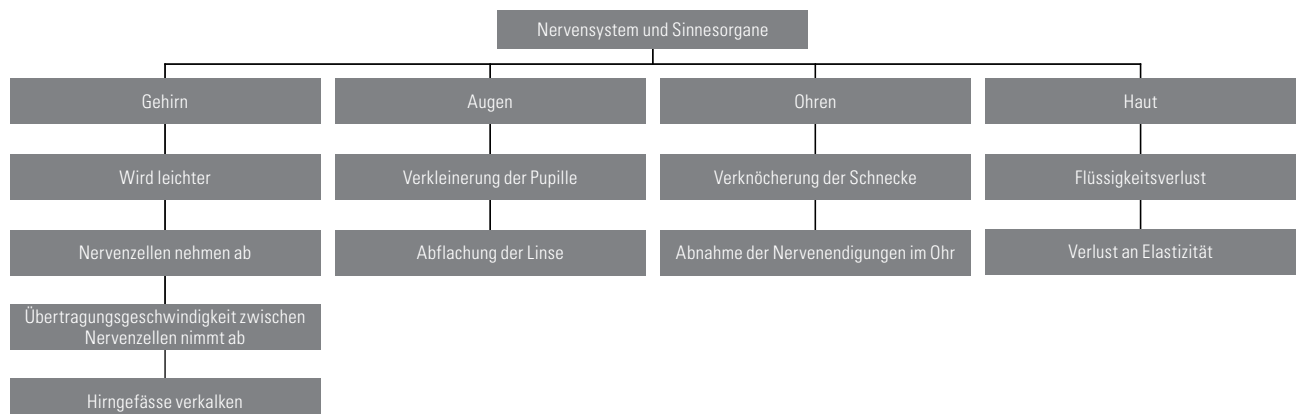 Nervensystem und Sinnesorgane
Gehirn
Wird leichter
Nervenzellen nehmen ab
Übertragungsgeschwindigkeit zwischen
Nervenzellen nimmt ab
Hirngefässe verkalken
Augen
Verkleinerung der Pupille
Abflachung der Linse
Ohren
Verknöcherung der Schnecke
Abnahme der Nervenendigungen im Ohr
Haut
Flüssigkeitsverlust
Verlust an Elastizität